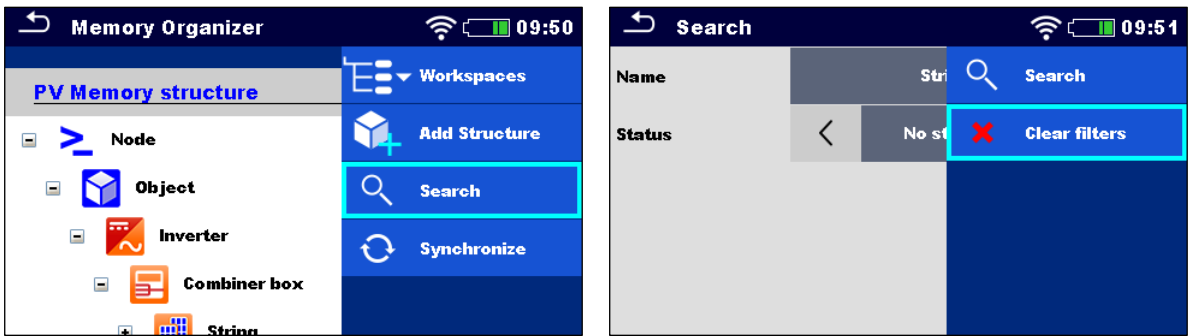 Memory Organizer 09:50
PV Memory structure
Node
Object
Inverter
Combiner box
String
Workspaces
Add Structure
Search
Synchronize
Search 09:51
Name Stri
Status No st
Search
Clear filters